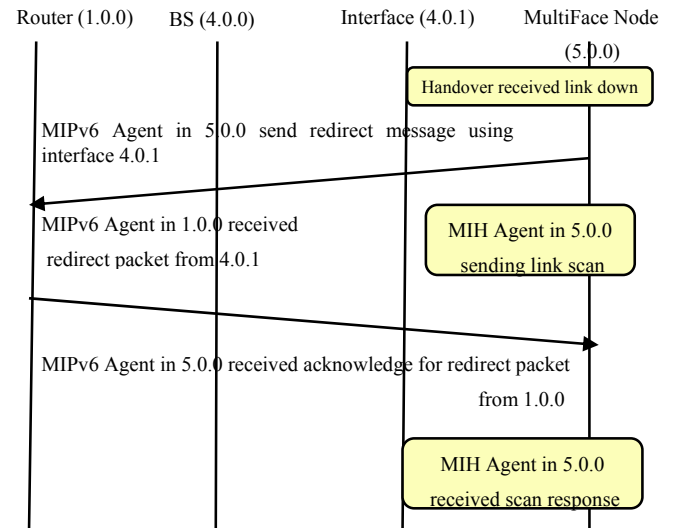 Router (1.0.0) BS (4.0.0) Interface (4.0.1) MultiFace Node
(5.0.0)
Handover received link down
MIPv6 Agent in 5.0.0 send redirect message using
interface 4.0.1
MIPv6 Agent in 1.0.0 received
redirect packet from 4.0.1
MIH Agent in 5.0.0
sending link scan
MIPv6 Agent in 5.0.0 received acknowledge for redirect packet
from 1.0.0
MIH Agent in 5.0.0
received scan response